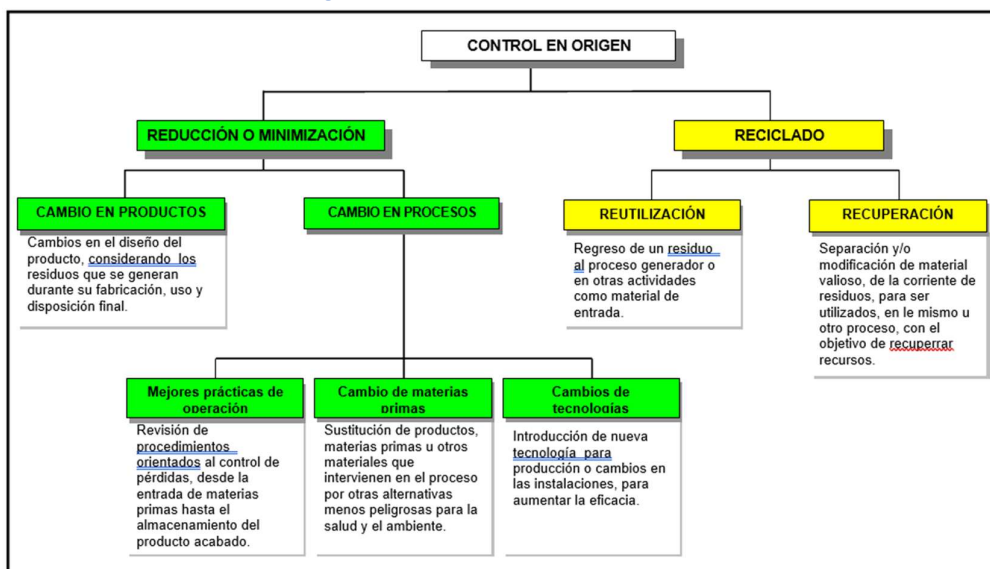 CONTROL EN ORIGEN
REDUCCIÓN O MINIMIZACIÓN
RECICLADO
CAMBIO EN PRODUCTOS
Cambios en el diseño del
producto, considerando los
residuos que se generan
durante su fabricación, uso y
disposición final.
CAMBIO EN PROCESOS
REUTILIZACIÓN
Regreso de un residuo
al proceso generador o
en otras actividades
como material de
entrada.
RECUPERACIÓN
Separación y/o
modificación de material
valioso, de la corriente de
residuos, para ser
utilizados, en le mismo u
otro proceso, con el
objetivo de recuperrar
recursos.
Mejores prácticas de
operación
Revisión de
procedimientos
orientados al control de
pérdidas, desde la
entrada de materias
primas hasta el
almacenamiento del
producto acabado.
Cambio de materias
primas
Sustitución de productos,
materias primas u otros
materiales que
intervienen en el proceso
por otras alternativas
menos peligrosas para la
salud y el ambiente.
Cambios de
tecnologías
Introducción de nueva
tecnología para
producción o cambios en
las instalaciones, para
aumentar la eficacia.